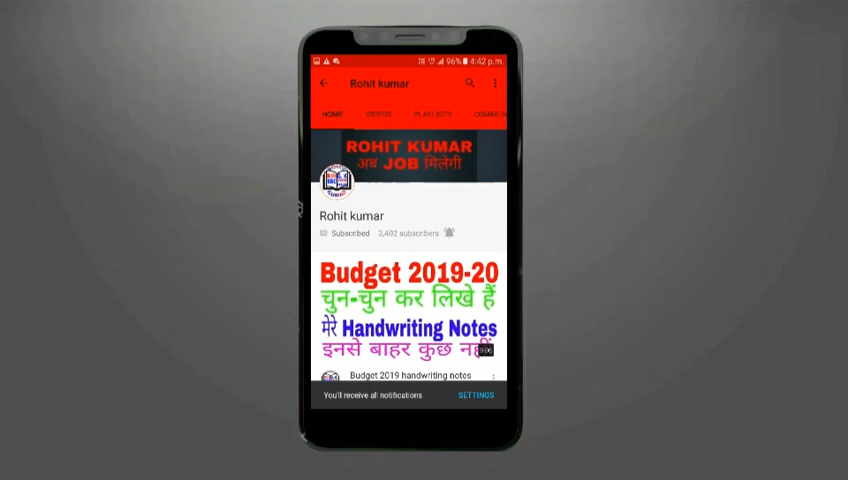 96% 4:42 p.m.
Rohit kumar
HOME VIDEOS PLAYLISTS COMMUN
ROHIT KUMAR
अब JOB मिलेगी
Rohit kumar
Subscribed 3,402 subscribers
Budget 2019-20
चुन-चुन कर लिखे हैं
मेरे Handwriting Notes
इनसे बाहर कुछ नहीं
9:06
Budget 2019 handwriting notes
You'll receive all notifications SETTINGS